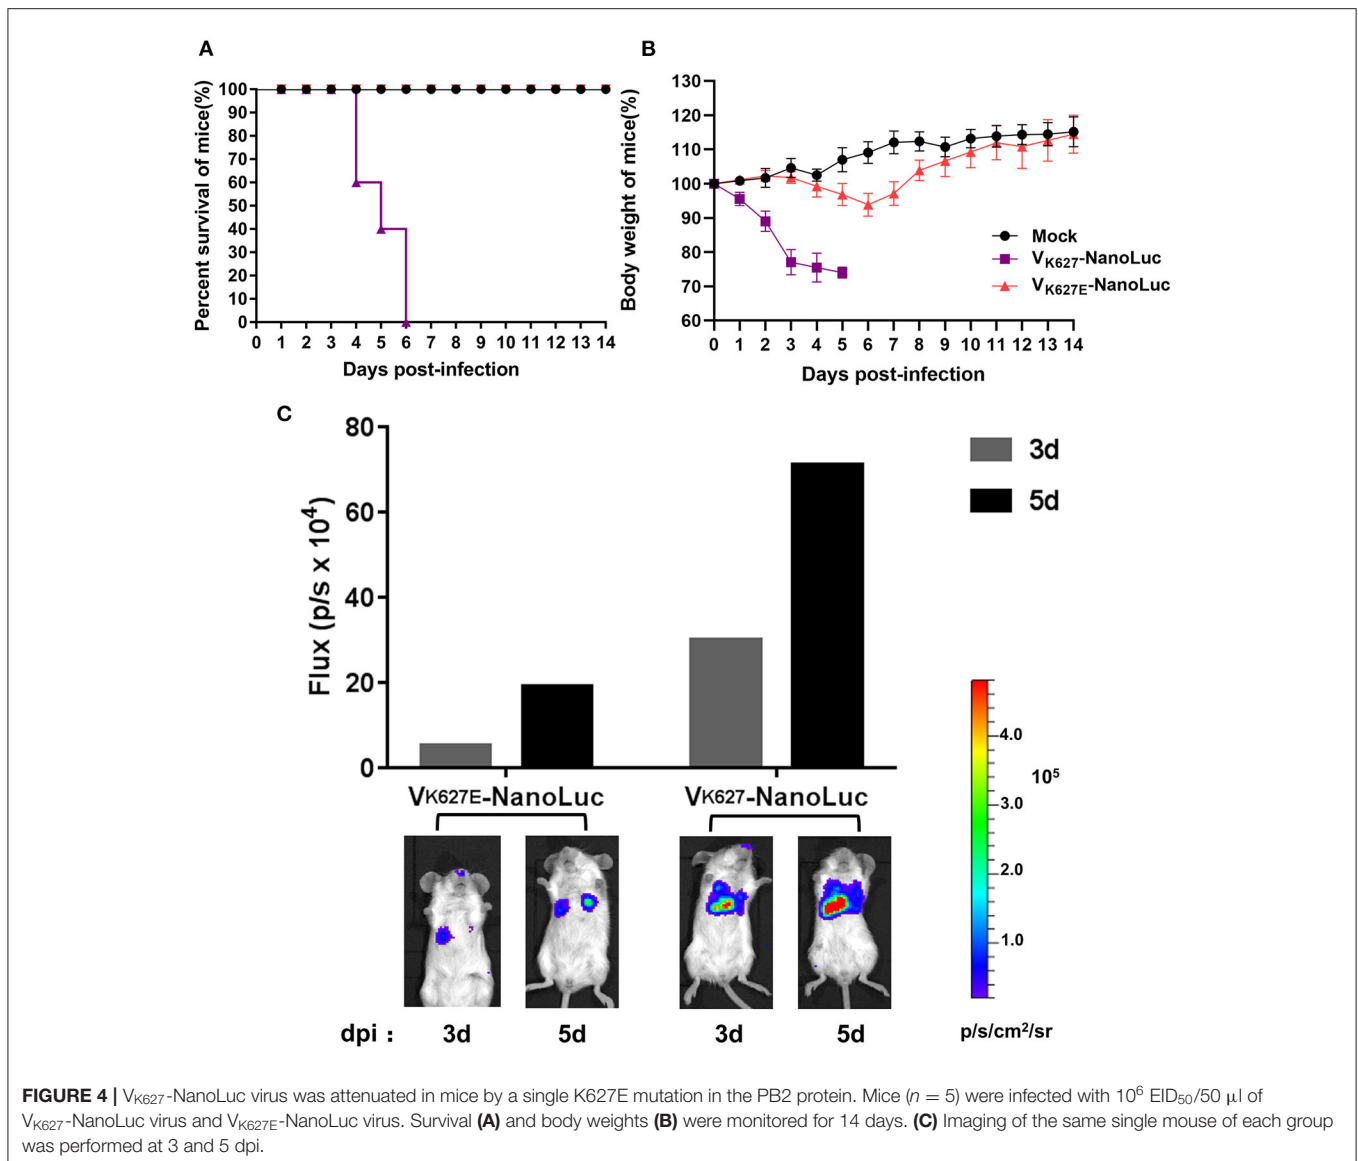 A
Percent survival of mice(%)
100
90
80
70
60
50
40
30
20
10
0
0 1 2 3 4 5 6 7 8 9 10 11 12 13 14
Days post-infection
B
Body weight of mice(%)
130
120
110
100
90
80
70
60
0 1 2 3 4 5 6 7 8 9 10 11 12 13 14
Days post-infection
Mock
VK627-NanoLuc
VK627E-NanoLuc
C
Flux (p/s x 10⁴)
80
60
40
20
0
3d
5d
VK627E-NanoLuc VK627-NanoLuc
4.0
10⁵
3.0
2.0
1.0
dpi : 3d 5d 3d 5d p/s/cm²/sr
FIGURE 4 | VK627-NanoLuc virus was attenuated in mice by a single K627E mutation in the PB2 protein. Mice (n = 5) were infected with 10⁶ EID₅₀/50 μl of
VK627-NanoLuc virus and VK627E-NanoLuc virus. Survival (A) and body weights (B) were monitored for 14 days. (C) Imaging of the same single mouse of each group
was performed at 3 and 5 dpi.